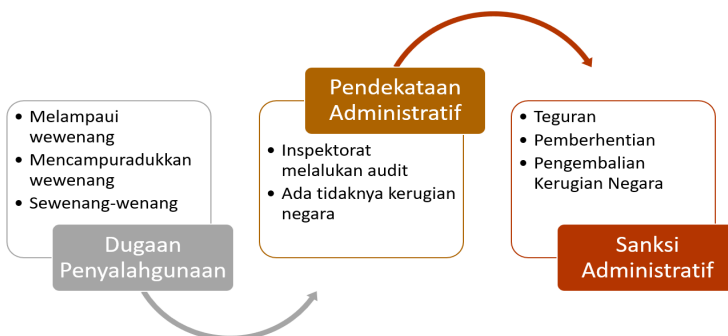 • Melampaui
wewenang
• Mencampuradukkan
wewenang
• Sewenang-wenang
Dugaan
Penyalahgunaan
Pendekataan
Administratif
• Inspektorat
melalukan audit
• Ada tidaknya kerugian
negara
• Teguran
• Pemberhentian
• Pengembalian
Kerugian Negara
Sanksi
Administratif